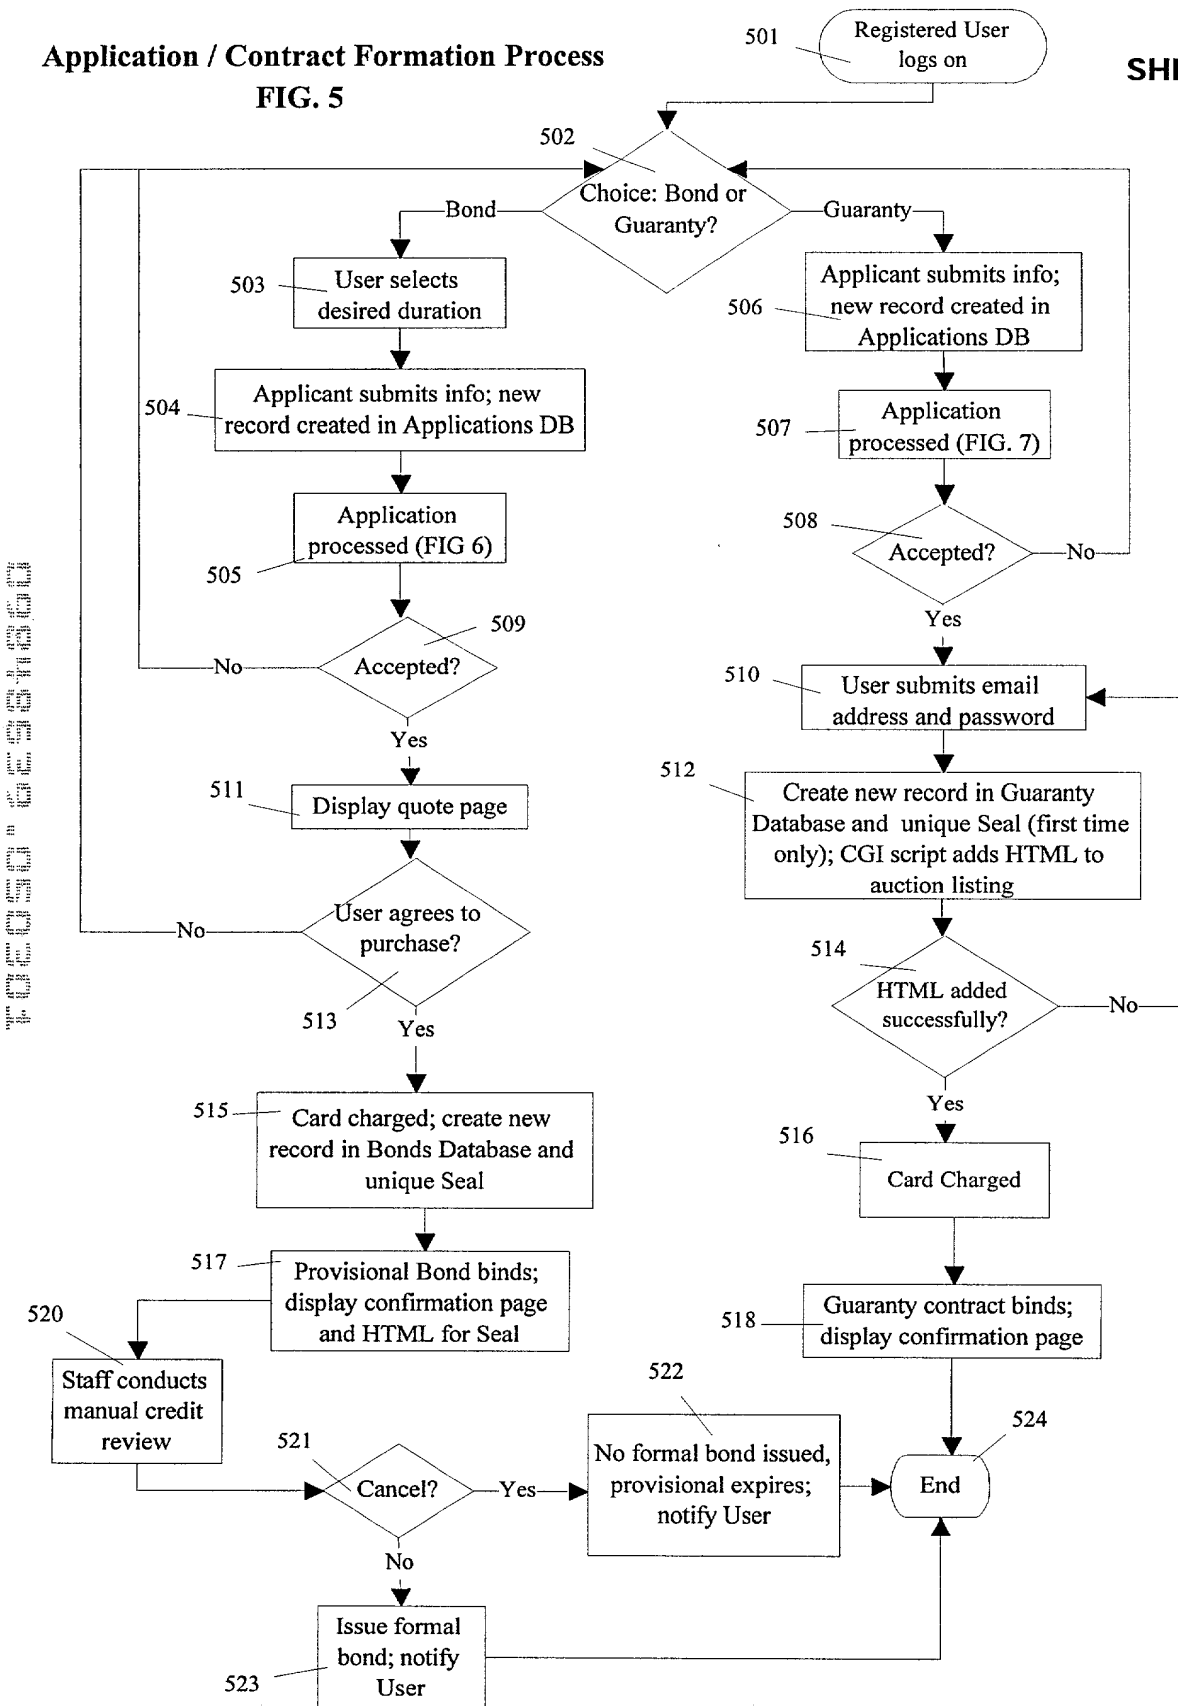 Application / Contract Formation Process
FIG. 5
SHE
501
Registered User
logs on
502
Choice: Bond or
Guaranty?
Bond
Guaranty
503
User selects
desired duration
506
Applicant submits info;
new record created in
Applications DB
504
Applicant submits info; new
record created in Applications DB
507
Application
processed (FIG. 7)
505
Application
processed (FIG 6)
508
Accepted?
No
Yes
509
Accepted?
No
Yes
510
User submits email
address and password
511
Display quote page
512
Create new record in Guaranty
Database and unique Seal (first time
only); CGI script adds HTML to
auction listing
User agrees to
purchase?
No
513
Yes
514
HTML added
successfully?
No
Yes
515
Card charged; create new
record in Bonds Database and
unique Seal
516
Card Charged
517
Provisional Bond binds;
display confirmation page
and HTML for Seal
518
Guaranty contract binds;
display confirmation page
520
Staff conducts
manual credit
review
521
Cancel?
Yes
No
522
No formal bond issued,
provisional expires;
notify User
524
End
523
Issue formal
bond; notify
User